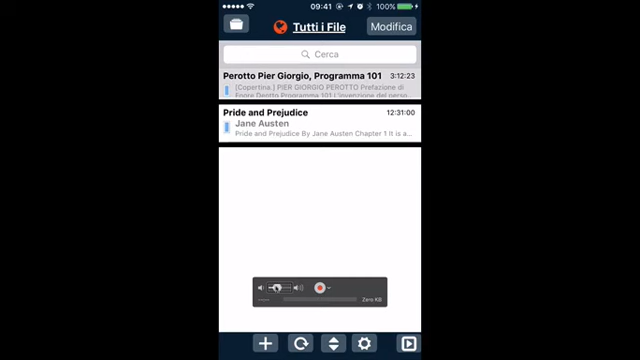 09:41 100%
Tutti i File Modifica
Cerca
Perotto Pier Giorgio, Programma 101 3:12:23
[Copertina:] PIER GIORGIO PEROTTO Prefazione di
Pride and Prejudice 12:31:00
Jane Austen
Pride and Prejudice By Jane Austen Chapter 1 It is a...
Zero KB